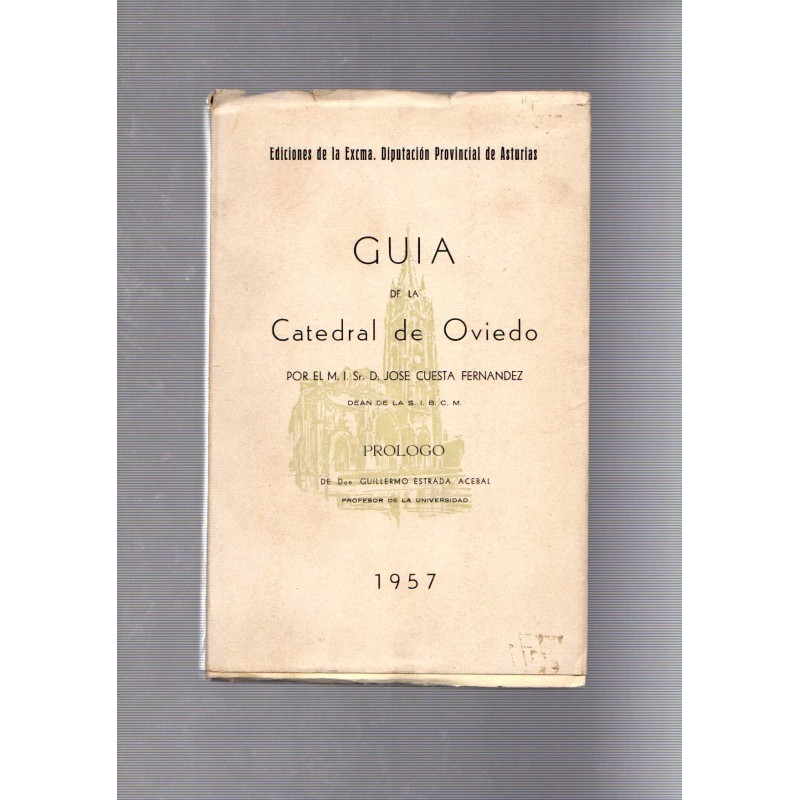 Ediciones de la Excma. Diputación Provincial de Asturias
GUIA
DE LA
Catedral de Oviedo
POR EL M. I. Sr. D. JOSE CUESTA FERNANDEZ
DEAN DE LA S. I. B. C. M.
PROLOGO
DE Don GUILLERMO ESTRADA ACEBAL
PROFESOR DE LA UNIVERSIDAD
1957